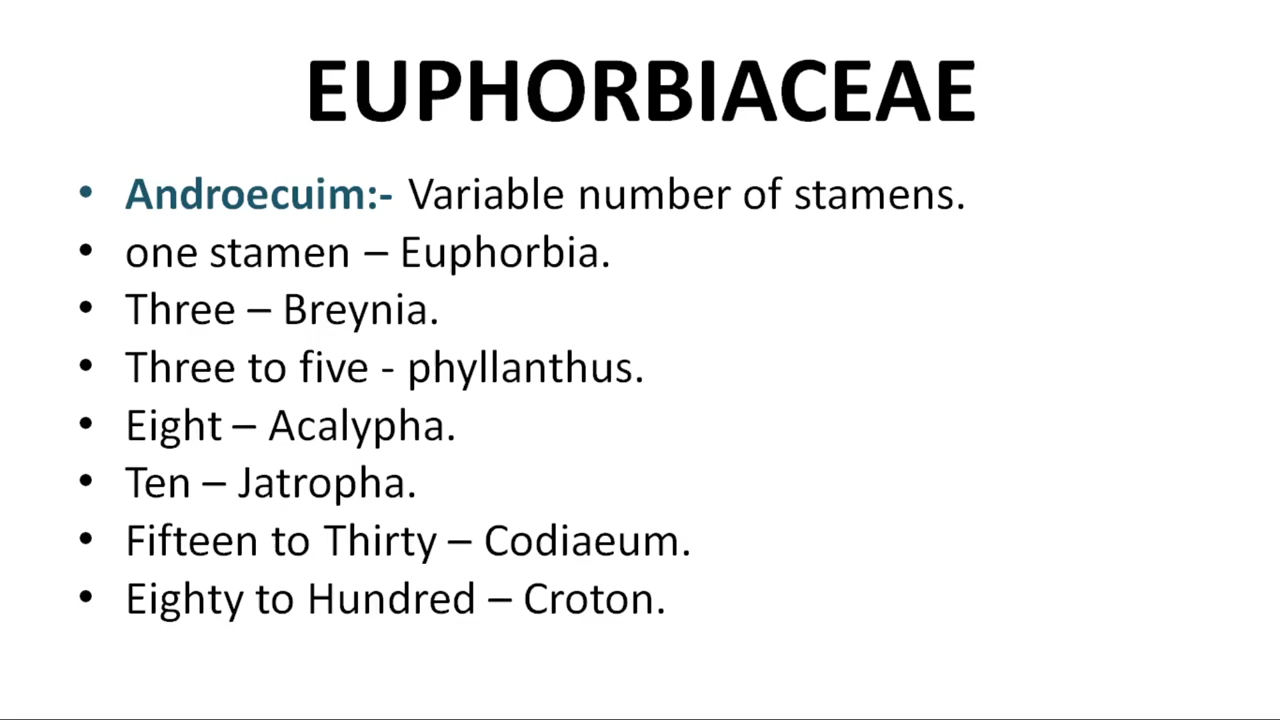 EUPHORBIACEAE
• Androecuim:- Variable number of stamens.
• one stamen – Euphorbia.
• Three – Breynia.
• Three to five - phyllanthus.
• Eight – Acalypha.
• Ten – Jatropha.
• Fifteen to Thirty – Codiaeum.
• Eighty to Hundred – Croton.